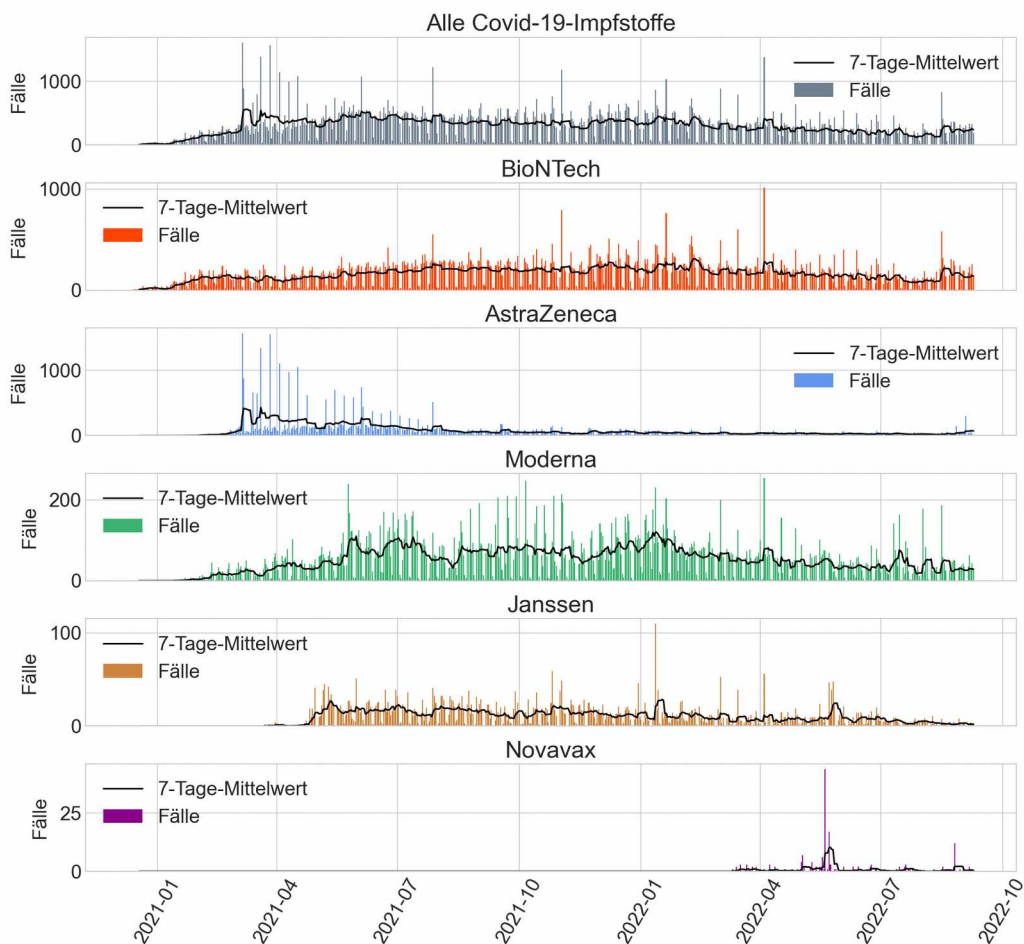 Alle Covid-19-Impfstoffe
Fälle
1000
0
7-Tage-Mittelwert
Fälle
BioNTech
Fälle
1000
0
7-Tage-Mittelwert
Fälle
AstraZeneca
Fälle
1000
0
7-Tage-Mittelwert
Fälle
Moderna
Fälle
200
0
7-Tage-Mittelwert
Fälle
Janssen
Fälle
100
0
7-Tage-Mittelwert
Fälle
Novavax
Fälle
25
0
7-Tage-Mittelwert
Fälle
2021-01
2021-04
2021-07
2021-10
2022-01
2022-04
2022-07
2022-10